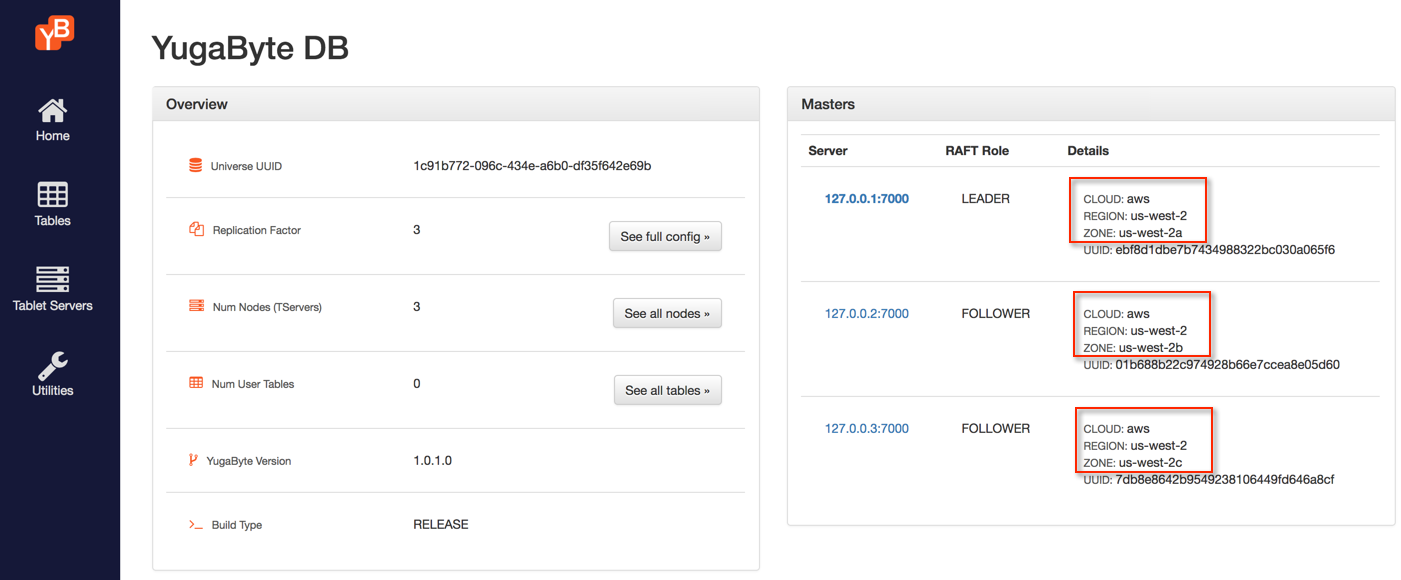 YB
YugaByte DB
Home
Tables
Tablet Servers
Utilities
Overview
Universe UUID 1c91b772-096c-434e-a6b0-df35f642e69b
Replication Factor 3 See full config »
Num Nodes (TServers) 3 See all nodes »
Num User Tables 0 See all tables »
YugaByte Version 1.0.1.0
Build Type RELEASE
Masters
Server RAFT Role Details
127.0.0.1:7000 LEADER CLOUD: aws
REGION: us-west-2
ZONE: us-west-2a
UUID: ebf8d1dbe7b7434988322bc030a065f6
127.0.0.2:7000 FOLLOWER CLOUD: aws
REGION: us-west-2
ZONE: us-west-2b
UUID: 01b688b22c974928b66e7ccea8e05d60
127.0.0.3:7000 FOLLOWER CLOUD: aws
REGION: us-west-2
ZONE: us-west-2c
UUID: 7db8e8642b9549238106449fd646a8cf